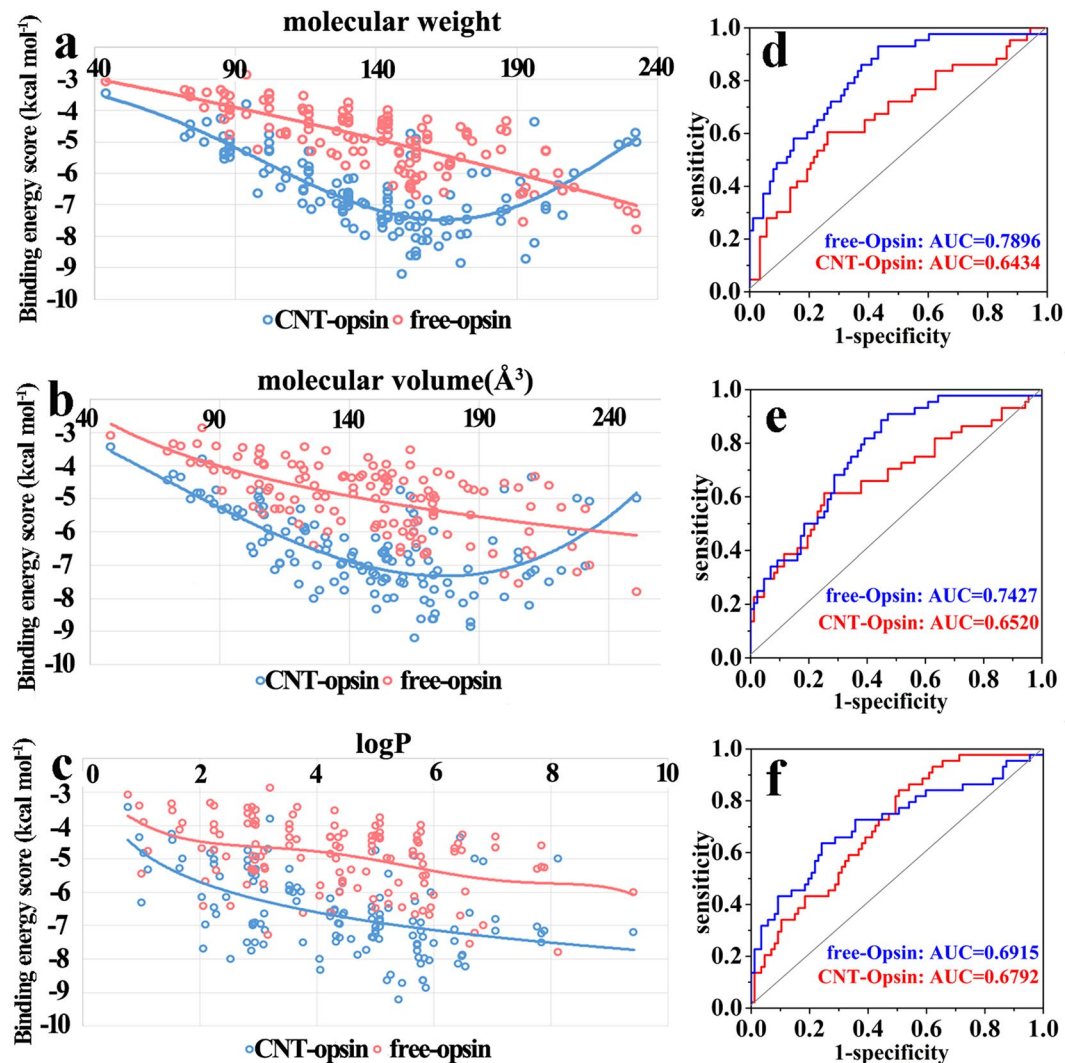 a
molecular weight
44 90 140 190 240
Binding energy score (kcal mol⁻¹)
-3
-4
-5
-6
-7
-8
-9
-10
CNT-opsin free-opsin
d
sensitivity
1.0
0.8
0.6
0.4
0.2
0.0
free-Opsin: AUC=0.7896
CNT-Opsin: AUC=0.6434
0.0 0.2 0.4 0.6 0.8 1.0
1-specificity
b
molecular volume(Å³)
40 90 140 190 240
Binding energy score (kcal mol⁻¹)
-3
-4
-5
-6
-7
-8
-9
-10
CNT-opsin free-opsin
e
sensitivity
1.0
0.8
0.6
0.4
0.2
0.0
free-Opsin: AUC=0.7427
CNT-Opsin: AUC=0.6520
0.0 0.2 0.4 0.6 0.8 1.0
1-specificity
c
logP
0 2 4 6 8 10
Binding energy score (kcal mol⁻¹)
-3
-4
-5
-6
-7
-8
-9
-10
CNT-opsin free-opsin
f
sensitivity
1.0
0.8
0.6
0.4
0.2
0.0
free-Opsin: AUC=0.6915
CNT-Opsin: AUC=0.6792
0.0 0.2 0.4 0.6 0.8 1.0
1-specificity